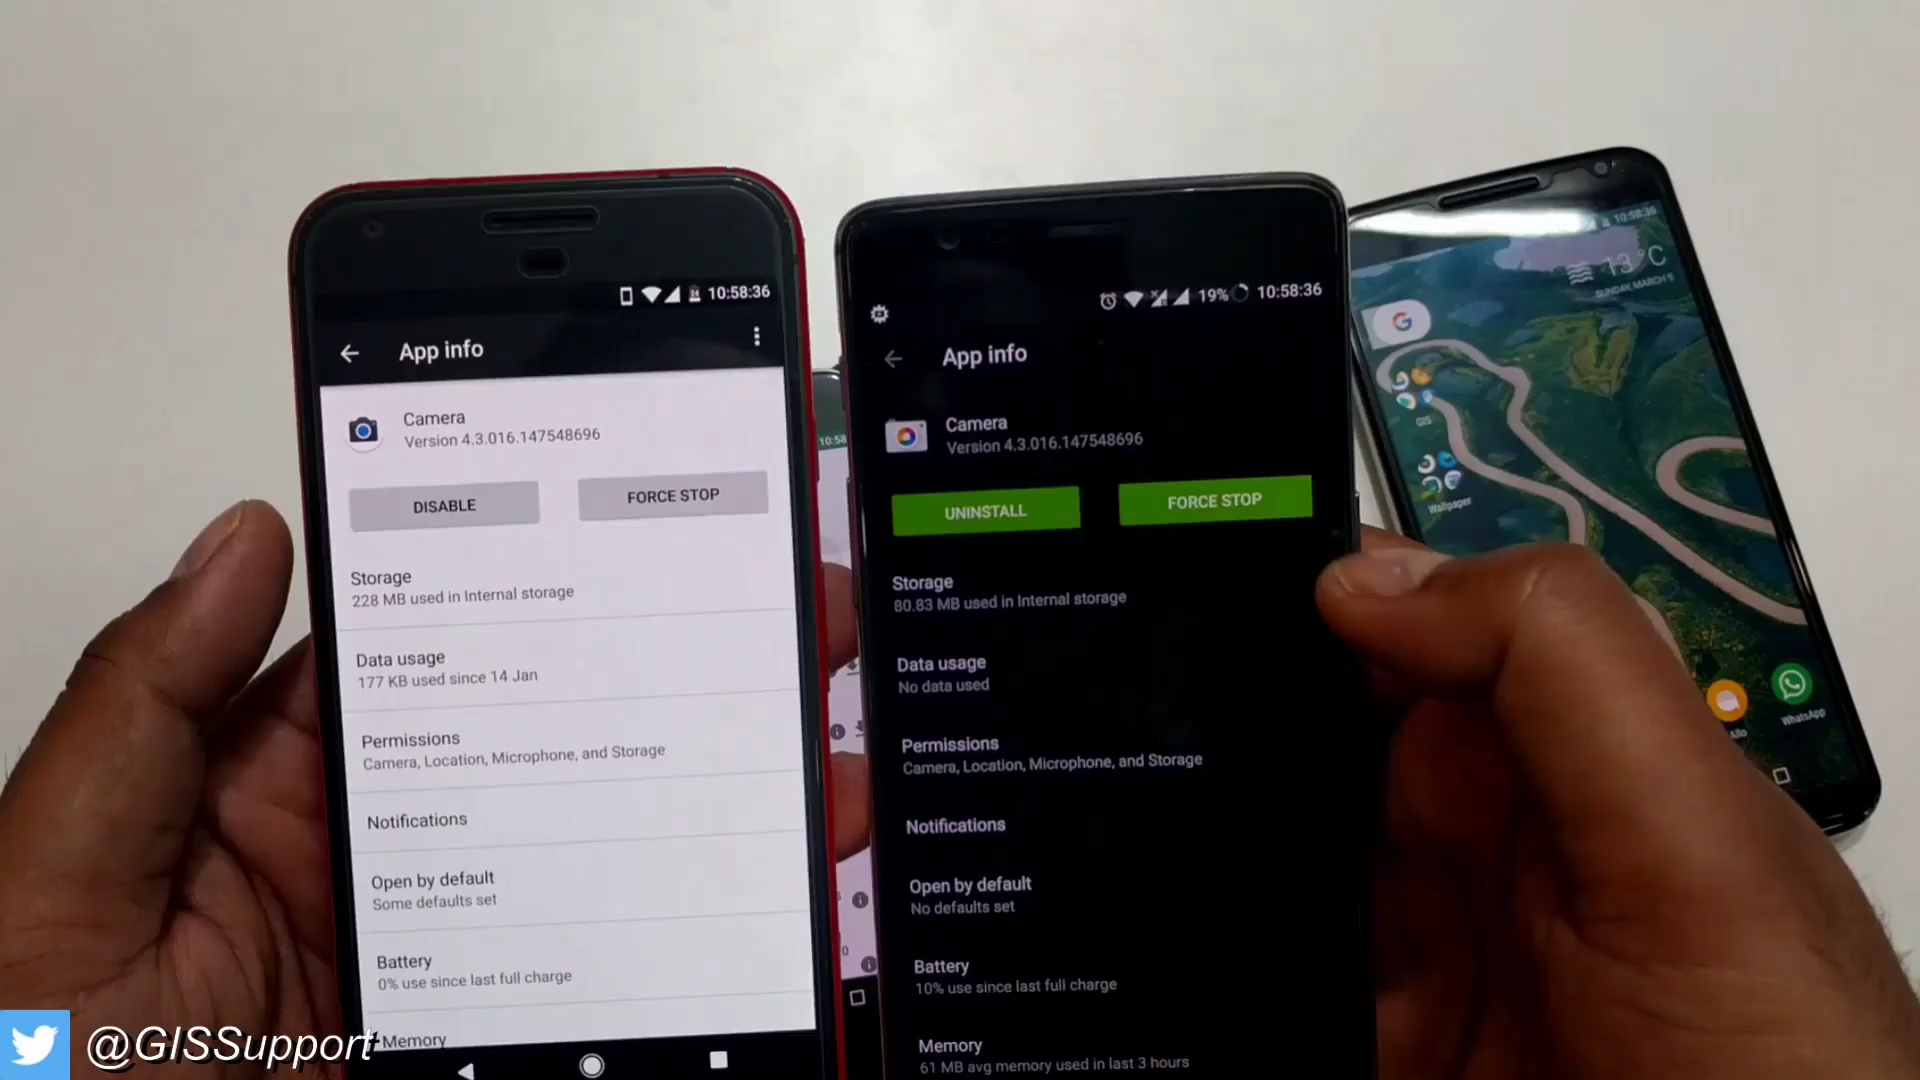 10:58:36
App info
Camera
Version 4.3.016.147548696
DISABLE
FORCE STOP
Storage
228 MB used in Internal storage
Data usage
177 KB used since 14 Jan
Permissions
Camera, Location, Microphone, and Storage
Notifications
Open by default
Some defaults set
Battery
0% use since last full charge
Memory
19%
10:58:36
App info
Camera
Version 4.3.016.147548696
UNINSTALL
FORCE STOP
Storage
80.83 MB used in Internal storage
Data usage
No data used
Permissions
Camera, Location, Microphone, and Storage
Notifications
Open by default
No defaults set
Battery
10% use since last full charge
Memory
61 MB avg memory used in last 3 hours
10:58
10:58:36
13°C
SUNDAY, MARCH 5
G
GIS
Wallpaper
Allo
WhatsApp
@GISSupport